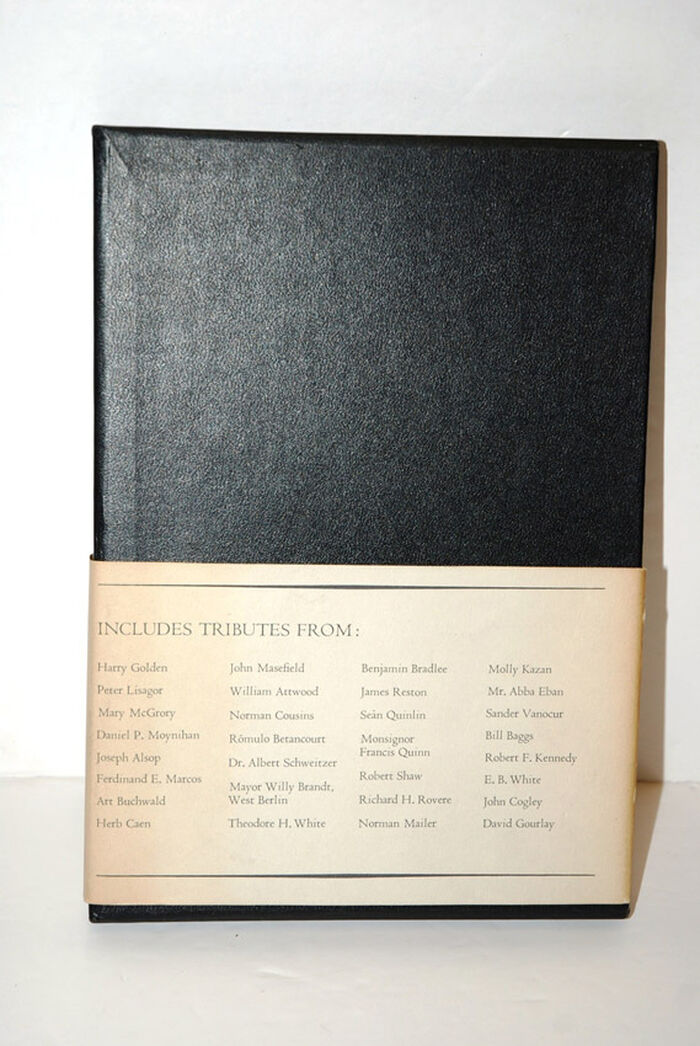 INCLUDES TRIBUTES FROM:
Harry Golden
Peter Lisagor
Mary McGrory
Daniel P. Moynihan
Joseph Alsop
Ferdinand E. Marcos
Art Buchwald
Herb Caen
John Masefield
William Attwood
Norman Cousins
Rómulo Betancourt
Dr. Albert Schweitzer
Mayor Willy Brandt,
West Berlin
Theodore H. White
Benjamin Bradlee
James Reston
Seàn Quinlin
Monsignor
Francis Quinn
Robert Shaw
Richard H. Rovere
Norman Mailer
Molly Kazan
Mr. Abba Eban
Sander Vanocur
Bill Baggs
Robert F. Kennedy
E. B. White
John Cogley
David Gourlay